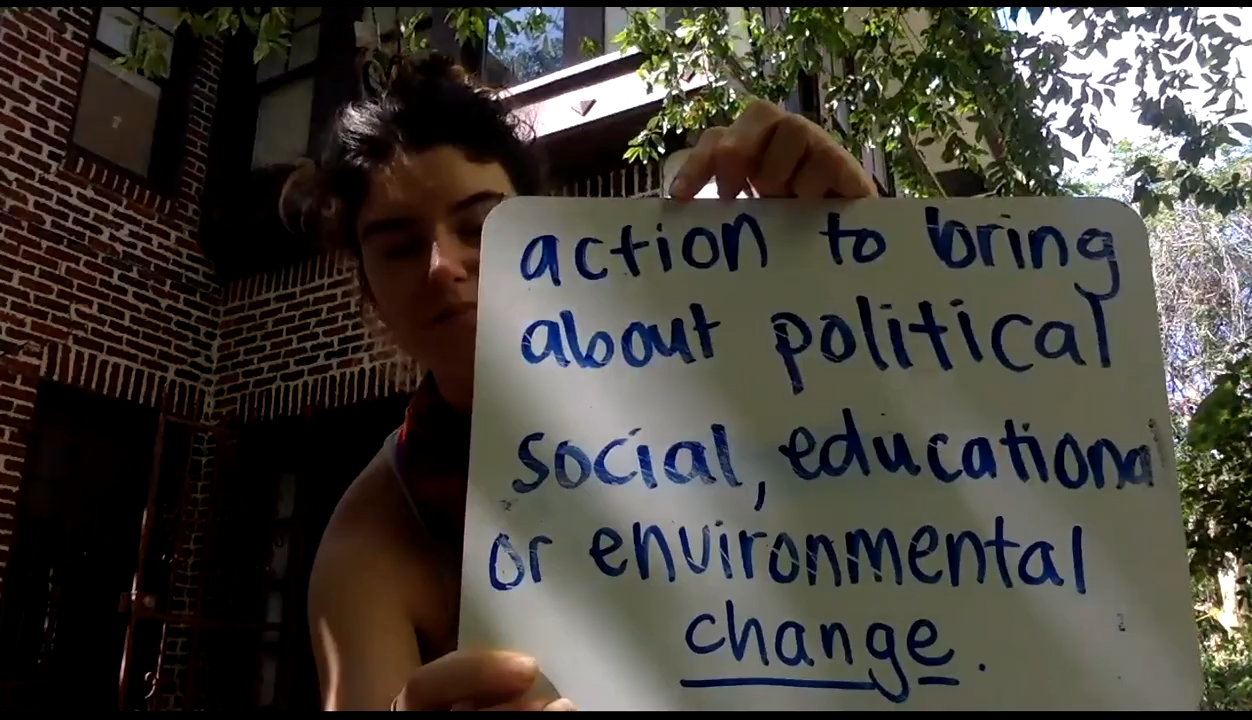 action to bring
about political
social, educational
or environmental
change.